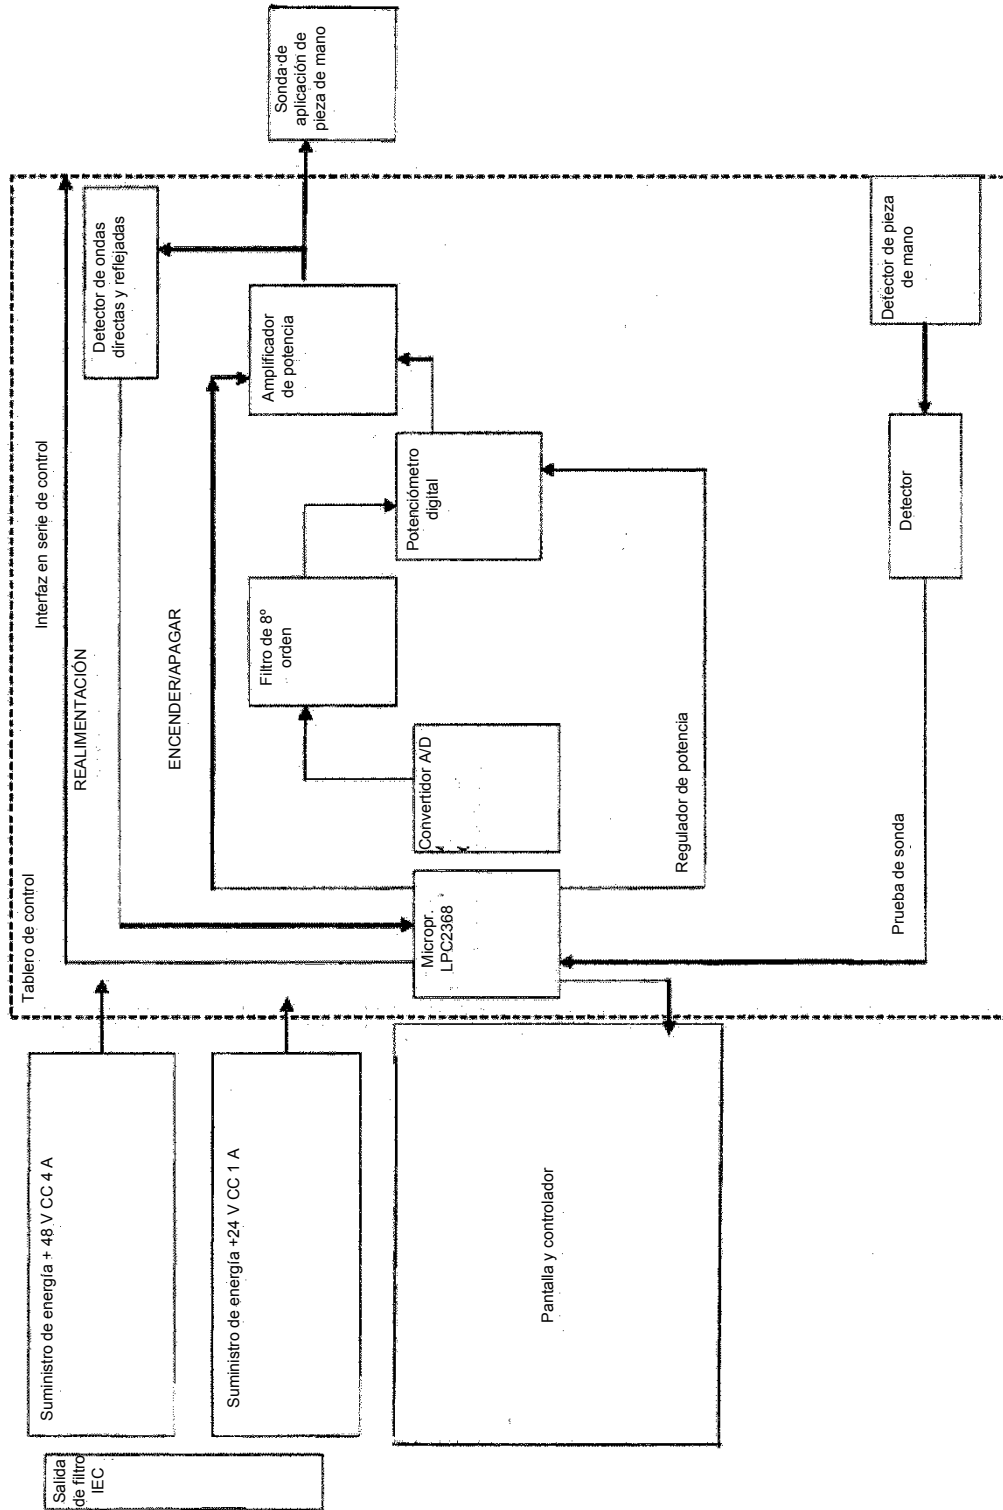 Salida
de filtro
IEC
Suministro de energía + 48 V CC 4 A
Suministro de energía +24 V CC 1 A
Pantalla y controlador
Tablero de control
Interfaz en serie de control
REALIMENTACIÓN
ENCENDER/APAGAR
Micropr.
LPC2368
Convertidor A/D
Filtro de 8º
orden
Potenciómetro
digital
Amplificador
de potencia
Detector de ondas
directas y reflejadas
Sonda de
aplicación de
pieza de mano
Regulador de potencia
Prueba de sonda
Detector
Detector de pieza
de mano